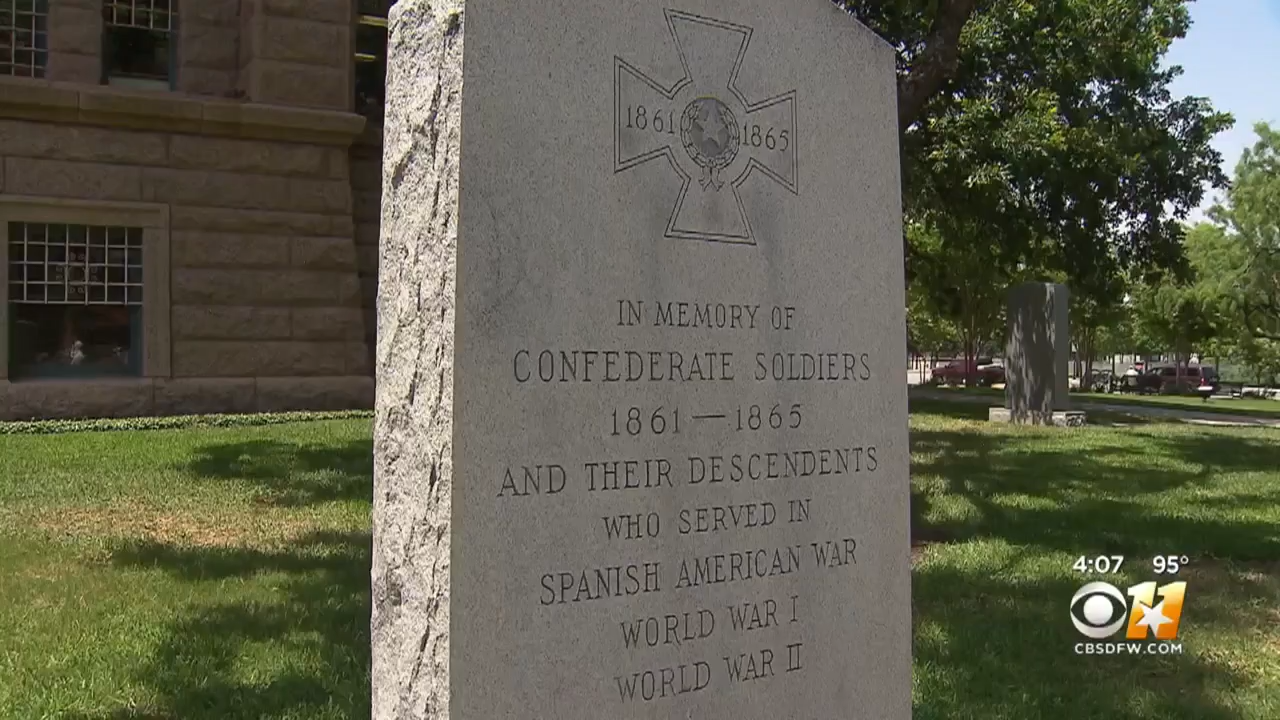 1861 1865
IN MEMORY OF
CONFEDERATE SOLDIERS
1861 — 1865
AND THEIR DESCENDENTS
WHO SERVED IN
SPANISH AMERICAN WAR
WORLD WAR I
WORLD WAR II
4:07 95°
11
CBSDFW.COM